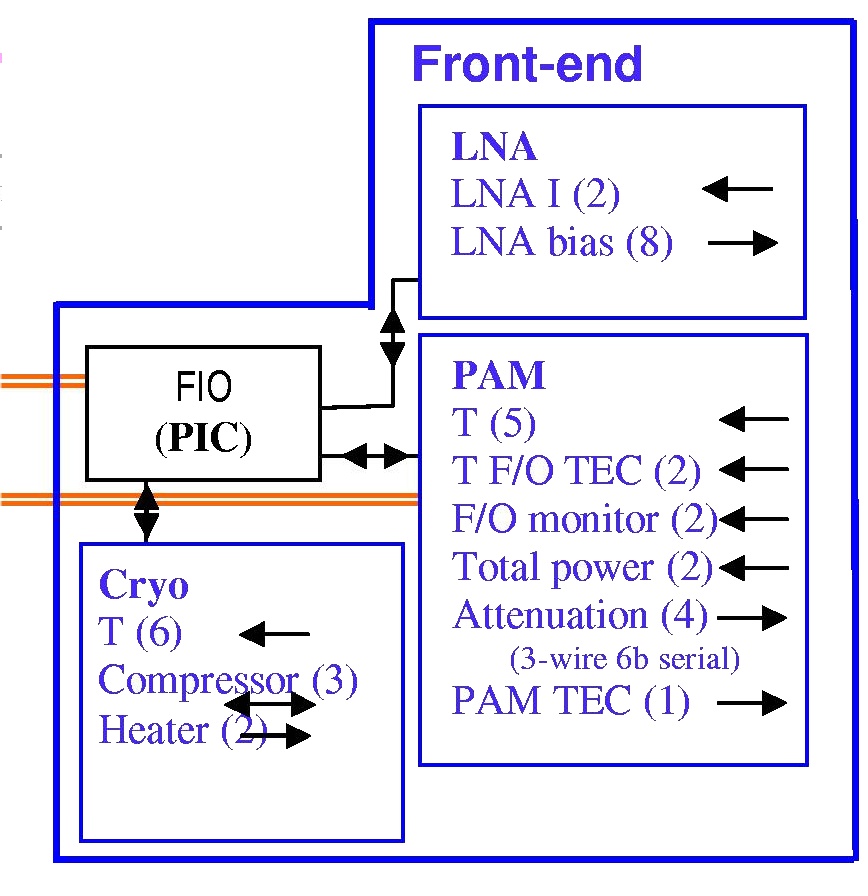 Front-end
LNA
LNA I (2)
LNA bias (8)
FIO
(PIC)
PAM
T (5)
T F/O TEC (2)
F/O monitor (2)
Total power (2)
Attenuation (4)
(3-wire 6b serial)
PAM TEC (1)
Cryo
T (6)
Compressor (3)
Heater (2)